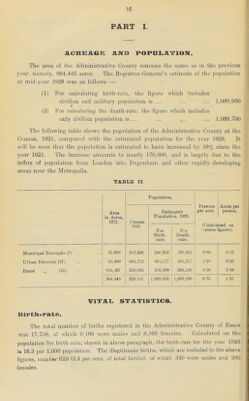 16
PART I.
ACREAGE AND POPULATION.
The area of the Administrative County remains the same as in the previous
year, namely, 964,443 acres. The Registrar-General's estimate of the population
at mid-year 1928 was as follows:—
(1) For calculating birth-rate, the figure which includes
civilian and military population is ... ... ... 1,089,900
(2) For calculating the death-rate, the figure which includes
only civilian population is ... ... ... 1,083,700
The following table shows the population of the Administrative County at the
Census, 1921, compared with the estimated population for the year 1928. It
will be seen that the population is estimated to have increased by 18½ since the
year 1921. The increase amounts to nearly 170,000, and is largely due to the
influx of population from London into Dagenham and other rapidly developing
areas near the Metropolis.
TABLE II
Population.
Area in Acres, 1921.
Census 1921.
Estimated Population, 1928.
For Birth-rate.
For Death-rate.
Persons per acre
Acres per person.
(Calculated on Census figures).
Municipal Boroughs (7)
Urban Districts (27)
Rural „ (17)
VITAL STATISTICS.
Birth-rate.
The total number of births registered in the Administrative County of Essex
was 17,758, of which 9,189 were males and 8,569 females. Calculated on the
population for birth-rate, shown in above paragraph, the birth-rate for the year 1928
is 16.3 per 1,000 population. The illegitimate births, which are included in the above
figures, number 610 (3.4 per cent. of total births), of which 330 were males and 280
females.